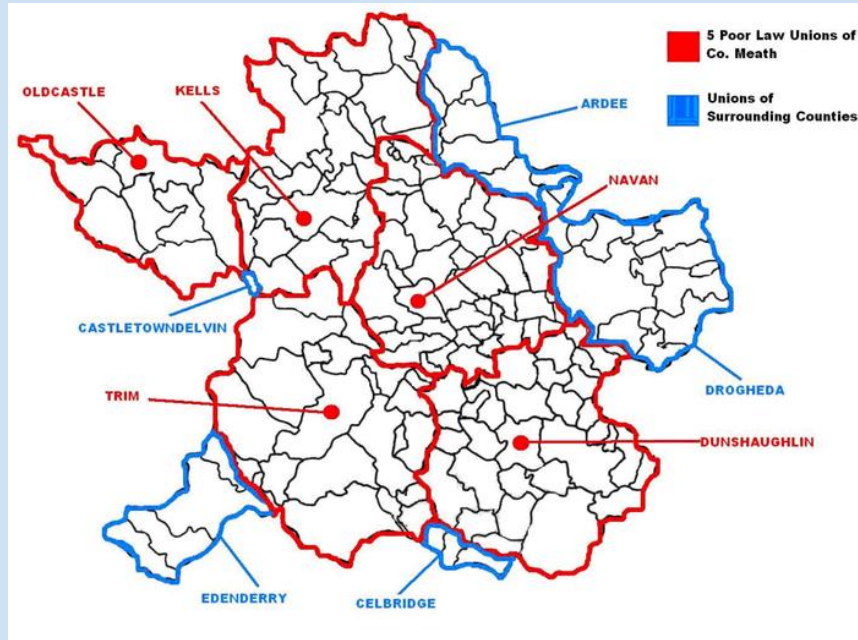 5 Poor Law Unions of
Co. Meath
OLDCASTLE
KELLS
Unions of
Surrounding Counties
ARDEE
NAVAN
CASTLETOWNDELVIN
DROGHEDA
TRIM
DUNSHAUGHLIN
EDENDERRY
CELBRIDGE